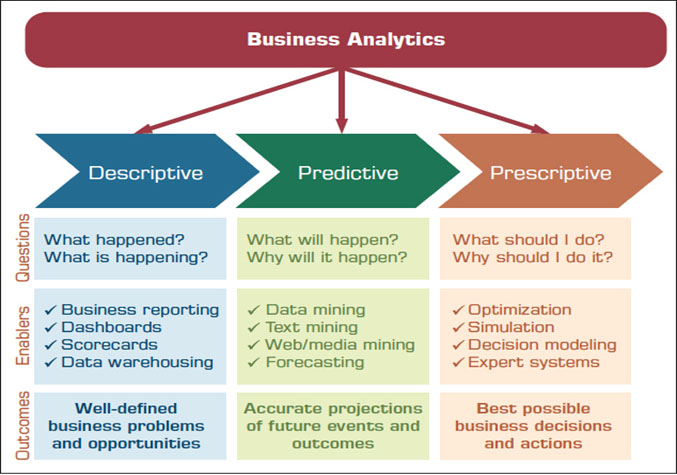 Business Analytics
Descriptive
Predictive
Prescriptive
Questions
What happened?
What is happening?
What will happen?
Why will it happen?
What should I do?
Why should I do it?
Enablers
✓ Business reporting
✓ Dashboards
✓ Scorecards
✓ Data warehousing
✓ Data mining
✓ Text mining
✓ Web/media mining
✓ Forecasting
✓ Optimization
✓ Simulation
✓ Decision modeling
✓ Expert systems
Outcomes
Well-defined
business problems
and opportunities
Accurate projections
of future events and
outcomes
Best possible
business decisions
and actions